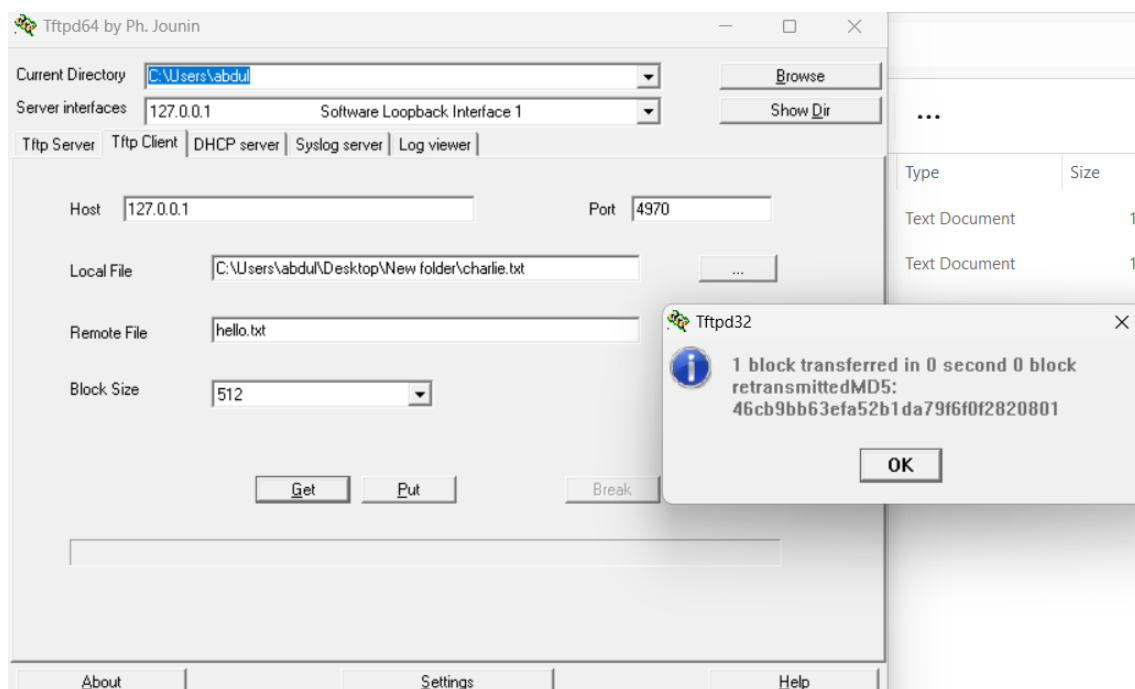 Tftpd64 by Ph. Jounin
Current Directory C:\Users\abdul Browse
Server interfaces 127.0.0.1 Software Loopback Interface 1 Show Dir
Tftp Server Tftp Client DHCP server Syslog server Log viewer
Host 127.0.0.1 Port 4970
Local File C:\Users\abdul\Desktop\New folder\charlie.txt ...
Remote File hello.txt
Block Size 512
Get Put Break
About Settings Help
...
Type Size
Text Document 1
Text Document 1
Tftpd32
1 block transferred in 0 second 0 block
retransmittedMD5:
46cb9bb63efa52b1da79f6f0f2820801
OK